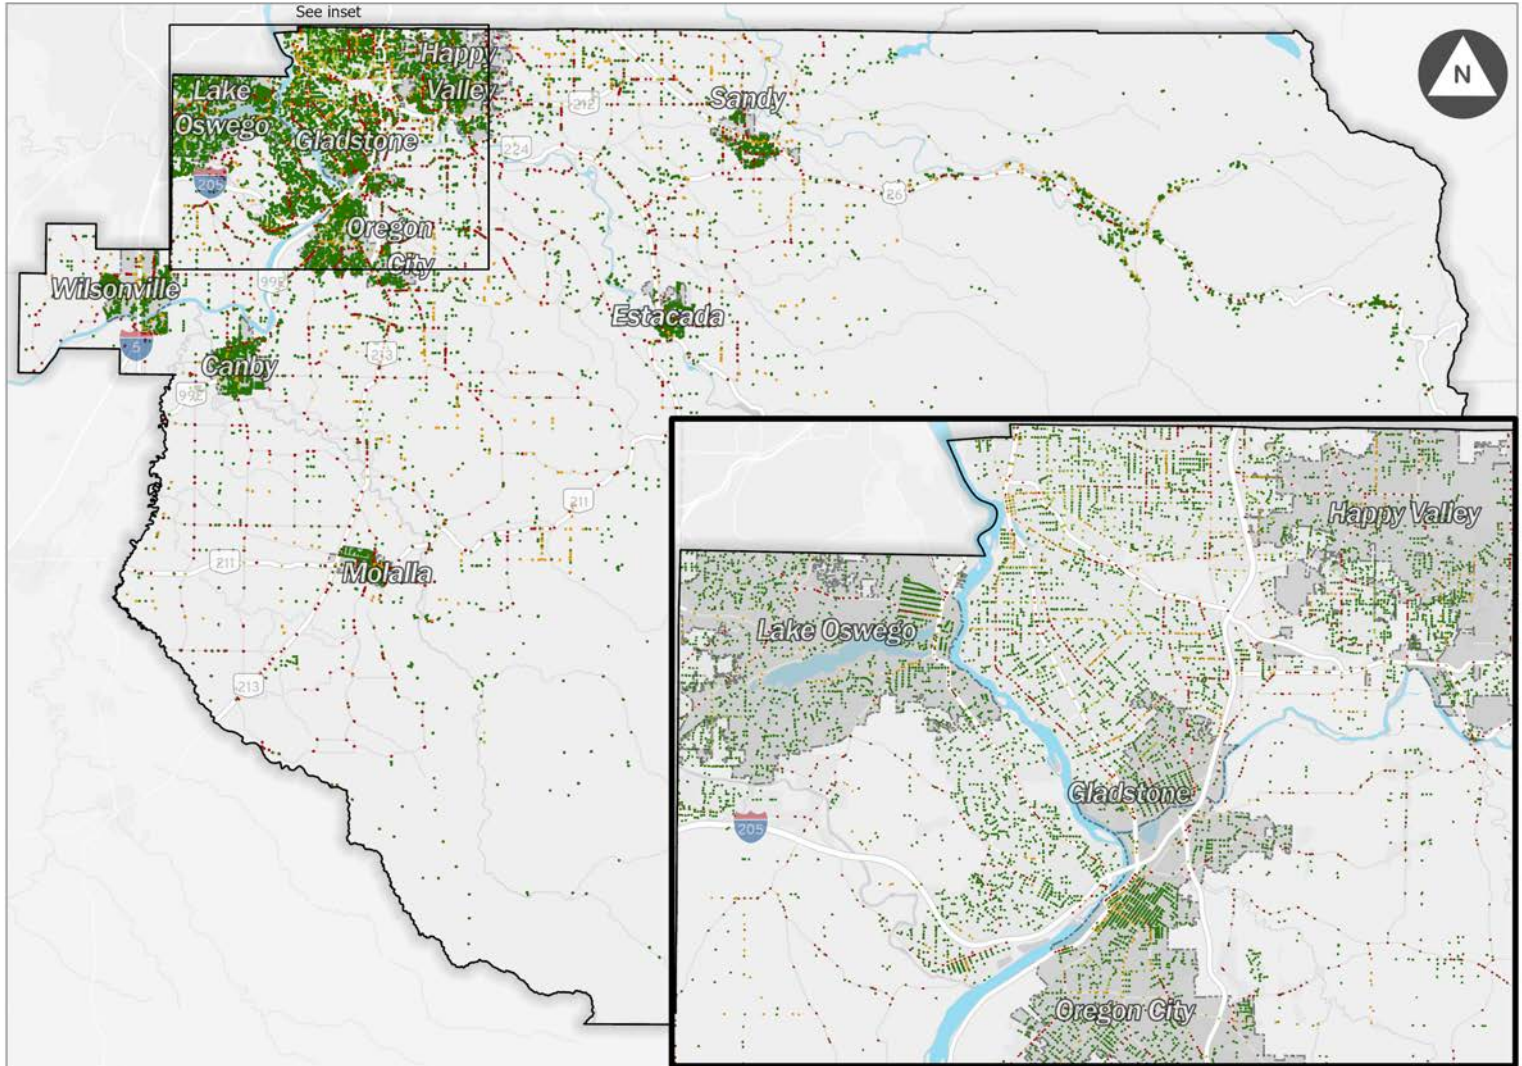 See inset
N
Happy
Valley
Lake
Oswego
Gladstone
Sandy
212
224
205
26
Oregon
City
99E
Wilsonville
5
Estacada
Canby
213
99E
211
211
Molalla
213
Happy Valley
Lake Oswego
Gladstone
205
Oregon City